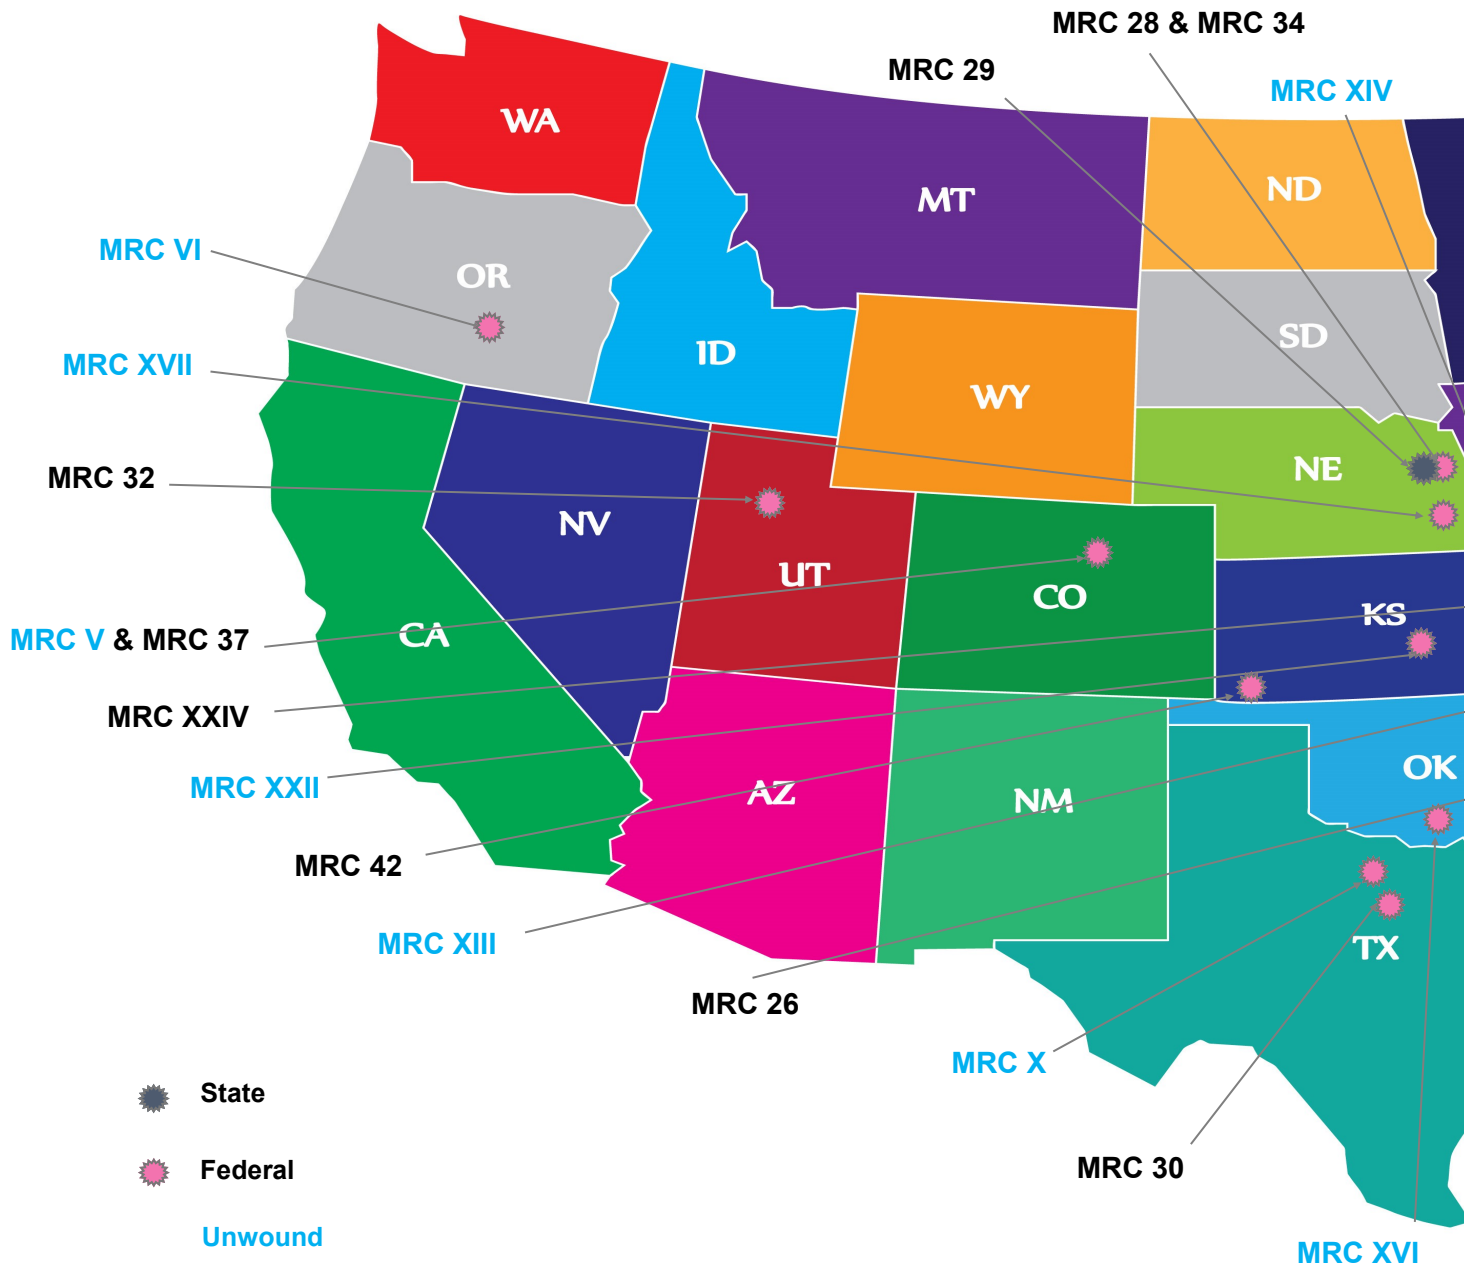 MRC 28 & MRC 34
MRC 29
MRC XIV
WA
MT
ND
MRC VI
OR
SD
MRC XVII
ID
WY
NE
MRC 32
NV
UT
CO
KS
MRC V & MRC 37
CA
MRC XXIV
MRC XXII
AZ
NM
OK
MRC 42
MRC XIII
TX
MRC 26
MRC X
State
MRC 30
Federal
Unwound
MRC XVI